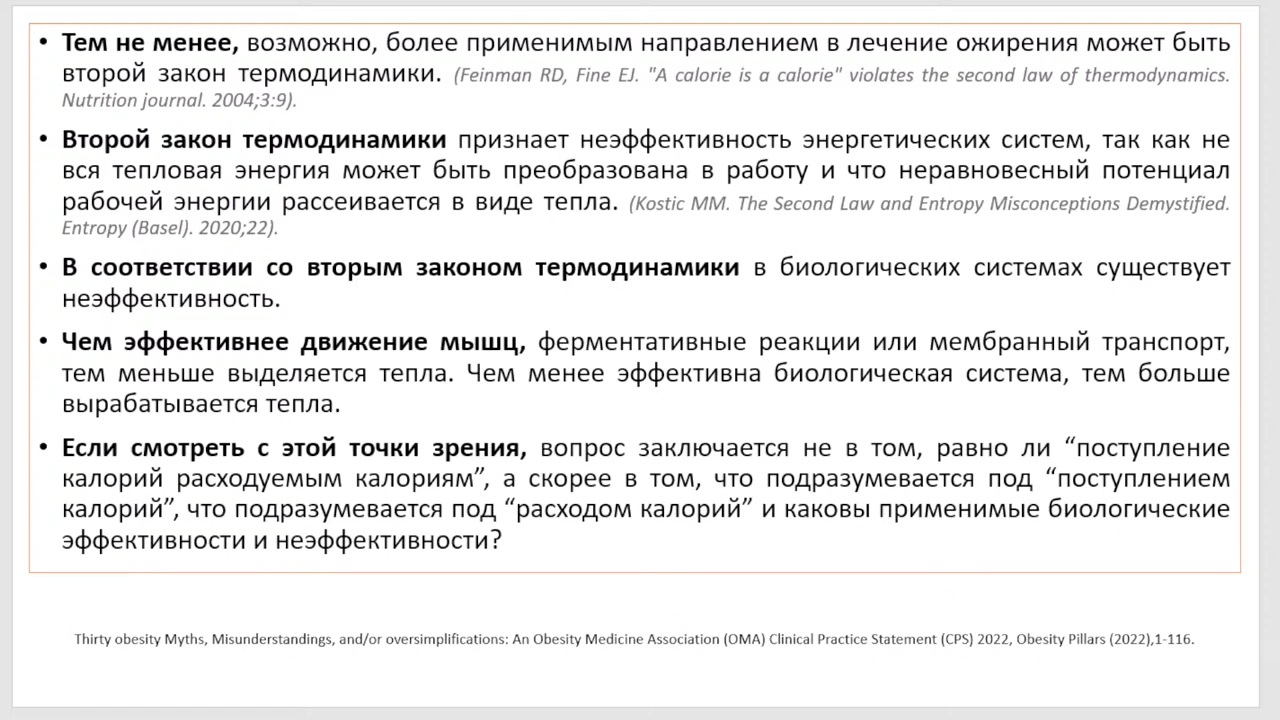 • Тем не менее, возможно, более применимым направлением в лечение ожирения может быть
второй закон термодинамики. (Feinman RD, Fine EJ. "A calorie is a calorie" violates the second law of thermodynamics.
Nutrition journal. 2004;3:9).
• Второй закон термодинамики признает неэффективность энергетических систем, так как не
вся тепловая энергия может быть преобразована в работу и что неравновесный потенциал
рабочей энергии рассеивается в виде тепла. (Kostic MM. The Second Law and Entropy Misconceptions Demystified.
Entropy (Basel). 2020;22).
• В соответствии со вторым законом термодинамики в биологических системах существует
неэффективность.
• Чем эффективнее движение мышц, ферментативные реакции или мембранный транспорт,
тем меньше выделяется тепла. Чем менее эффективна биологическая система, тем больше
вырабатывается тепла.
• Если смотреть с этой точки зрения, вопрос заключается не в том, равно ли “поступление
калорий расходуемым калориям”, а скорее в том, что подразумевается под “поступлением
калорий”, что подразумевается под “расходом калорий” и каковы применимые биологические
эффективности и неэффективности?
Thirty obesity Myths, Misunderstandings, and/or oversimplifications: An Obesity Medicine Association (OMA) Clinical Practice Statement (CPS) 2022, Obesity Pillars (2022),1-116.